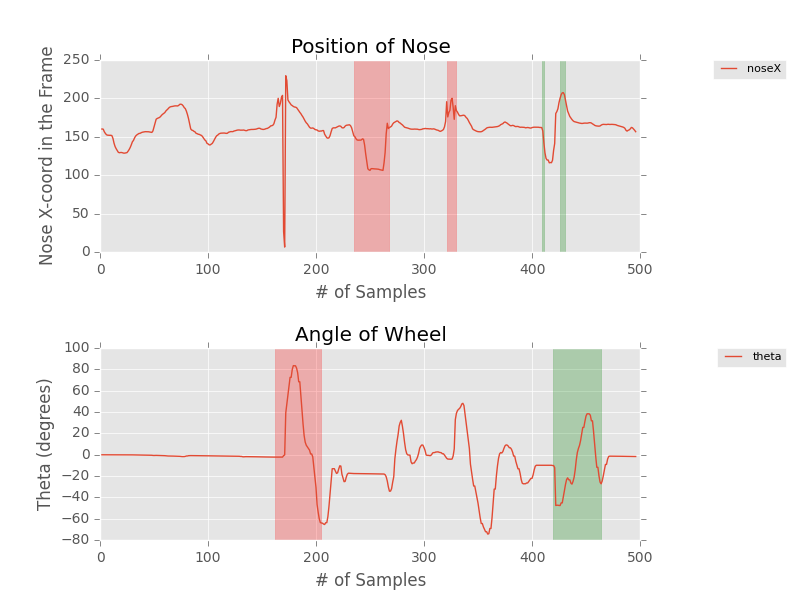 Position of Nose
250
200
150
100
50
0
Nose X-coord in the Frame
0 100 200 300 400 500
# of Samples
noseX
Angle of Wheel
100
80
60
40
20
0
−20
−40
−60
−80
Theta (degrees)
0 100 200 300 400 500
# of Samples
theta